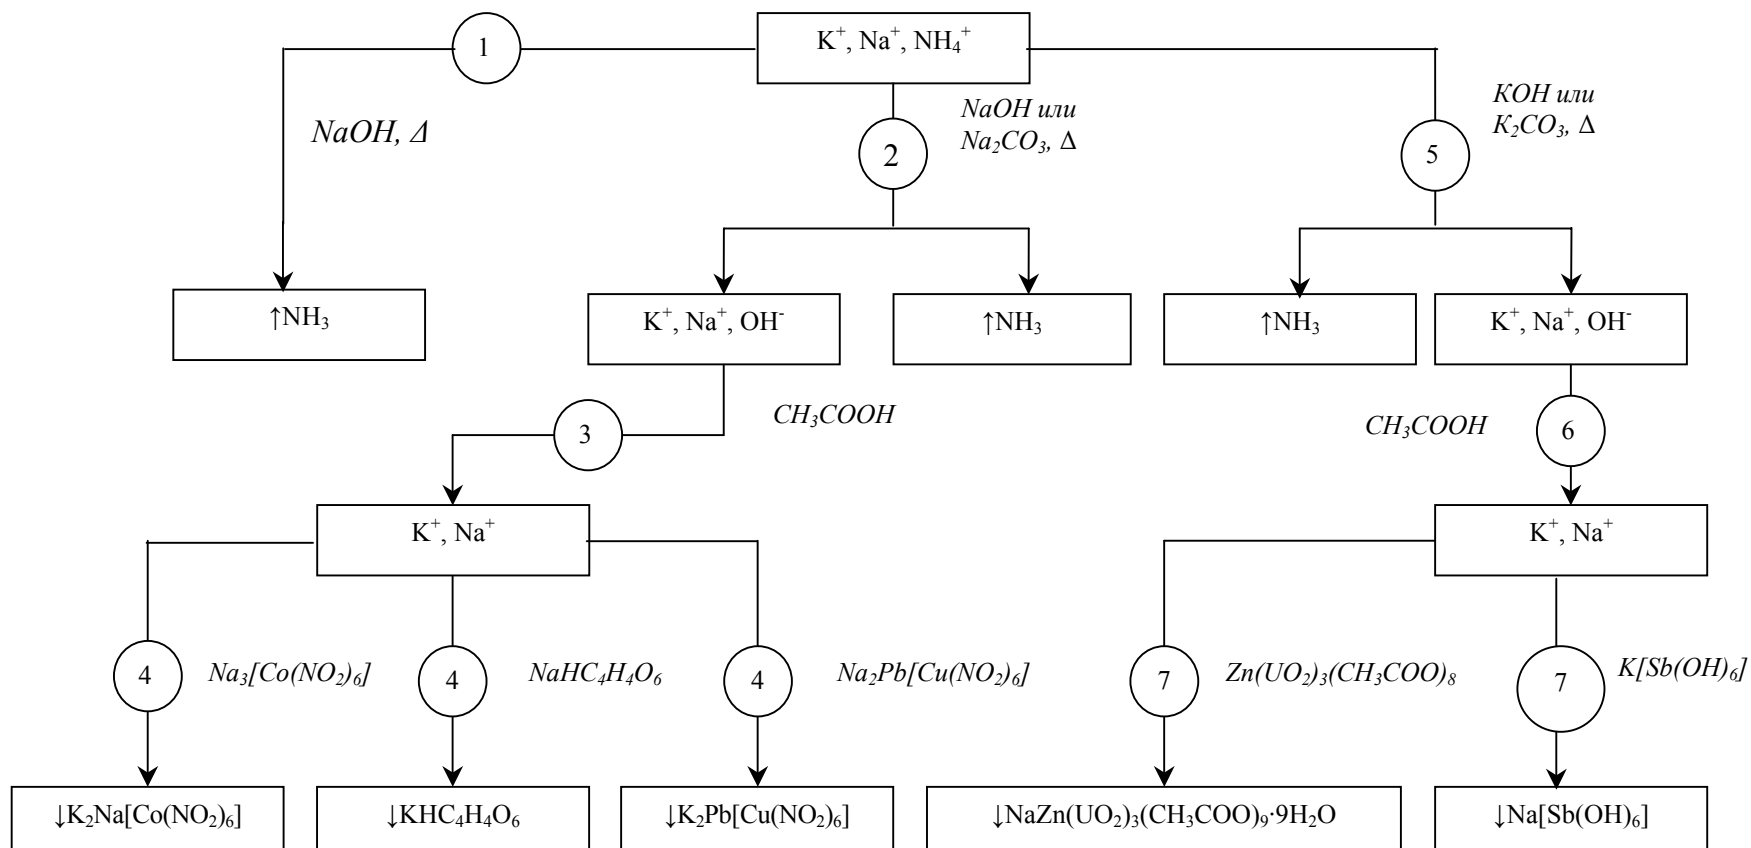 K⁺, Na⁺, NH₄⁺
1
NaOH, Δ
NaOH или
Na₂CO₃, Δ
2
КОН или
K₂CO₃, Δ
5
↑NH₃
K⁺, Na⁺, OH⁻
↑NH₃
↑NH₃
K⁺, Na⁺, OH⁻
3
CH₃COOH
CH₃COOH
6
K⁺, Na⁺
K⁺, Na⁺
4
Na₃[Co(NO₂)₆]
4
NaHC₄H₄O₆
4
Na₂Pb[Cu(NO₂)₆]
7
Zn(UO₂)₃(CH₃COO)₈
7
K[Sb(OH)₆]
↓K₂Na[Co(NO₂)₆]
↓KHC₄H₄O₆
↓K₂Pb[Cu(NO₂)₆]
↓NaZn(UO₂)₃(CH₃COO)₉·9H₂O
↓Na[Sb(OH)₆]